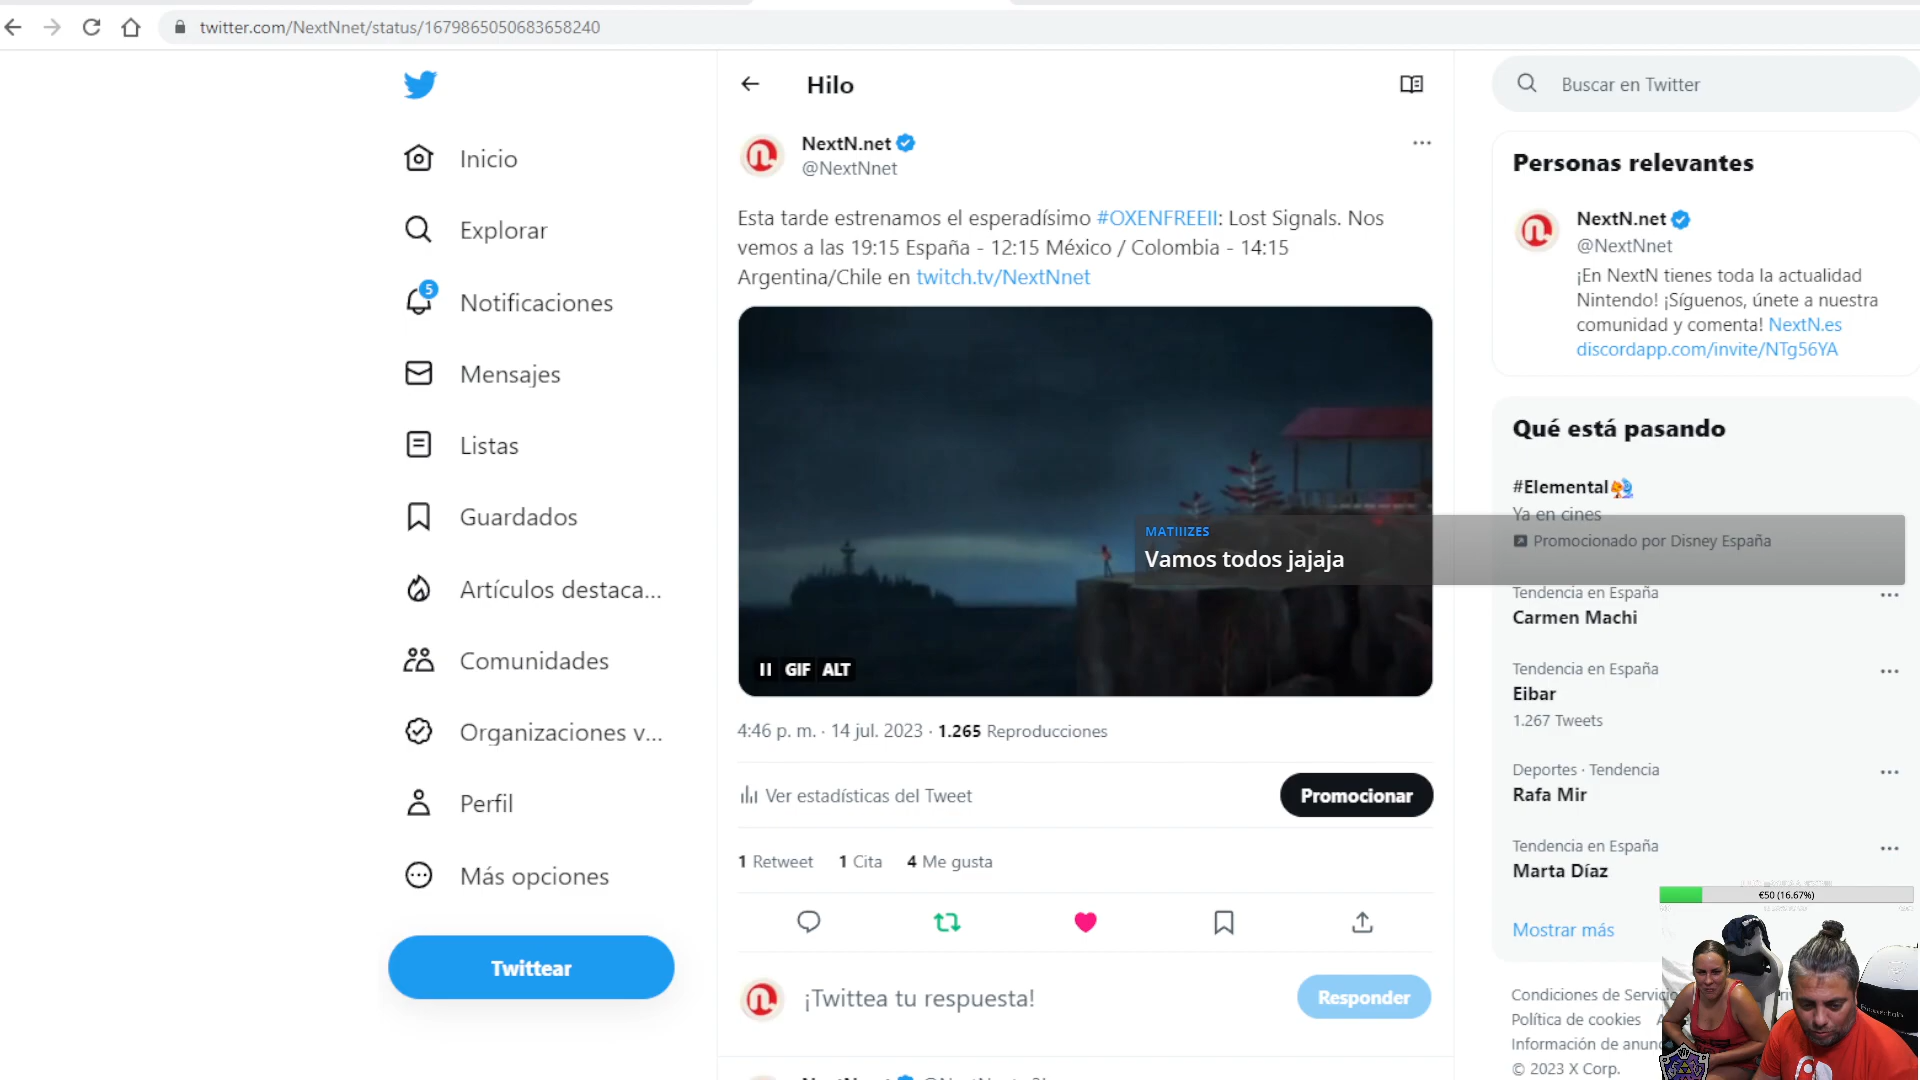 twitter.com/NextNnet/status/1679865050683658240
Inicio
Explorar
5
Notificaciones
Mensajes
Listas
Guardados
Artículos destaca...
Comunidades
Organizaciones v...
Perfil
Más opciones
Twittear
Hilo
NextN.net
@NextNnet
Esta tarde estrenamos el esperadísimo #OXENFREEII: Lost Signals. Nos
vemos a las 19:15 España - 12:15 México / Colombia - 14:15
Argentina/Chile en twitch.tv/NextNnet
MATIIIZES
Vamos todos jajaja
GIF ALT
4:46 p. m. · 14 jul. 2023 · 1.265 Reproducciones
Ver estadísticas del Tweet
Promocionar
1 Retweet 1 Cita 4 Me gusta
¡Twittea tu respuesta!
Responder
Buscar en Twitter
Personas relevantes
NextN.net
@NextNnet
¡En NextN tienes toda la actualidad
Nintendo! ¡Síguenos, únete a nuestra
comunidad y comenta! NextN.es
discordapp.com/invite/NTg56YA
Qué está pasando
#Elemental
Ya en cines
Promocionado por Disney España
Tendencia en España
Carmen Machi
Tendencia en España
Eibar
1.267 Tweets
Deportes · Tendencia
Rafa Mir
Tendencia en España
Marta Díaz
€50 (16.67%)
Mostrar más
Condiciones de Servicio
Política de cookies
Información de anun
© 2023 X Corp.